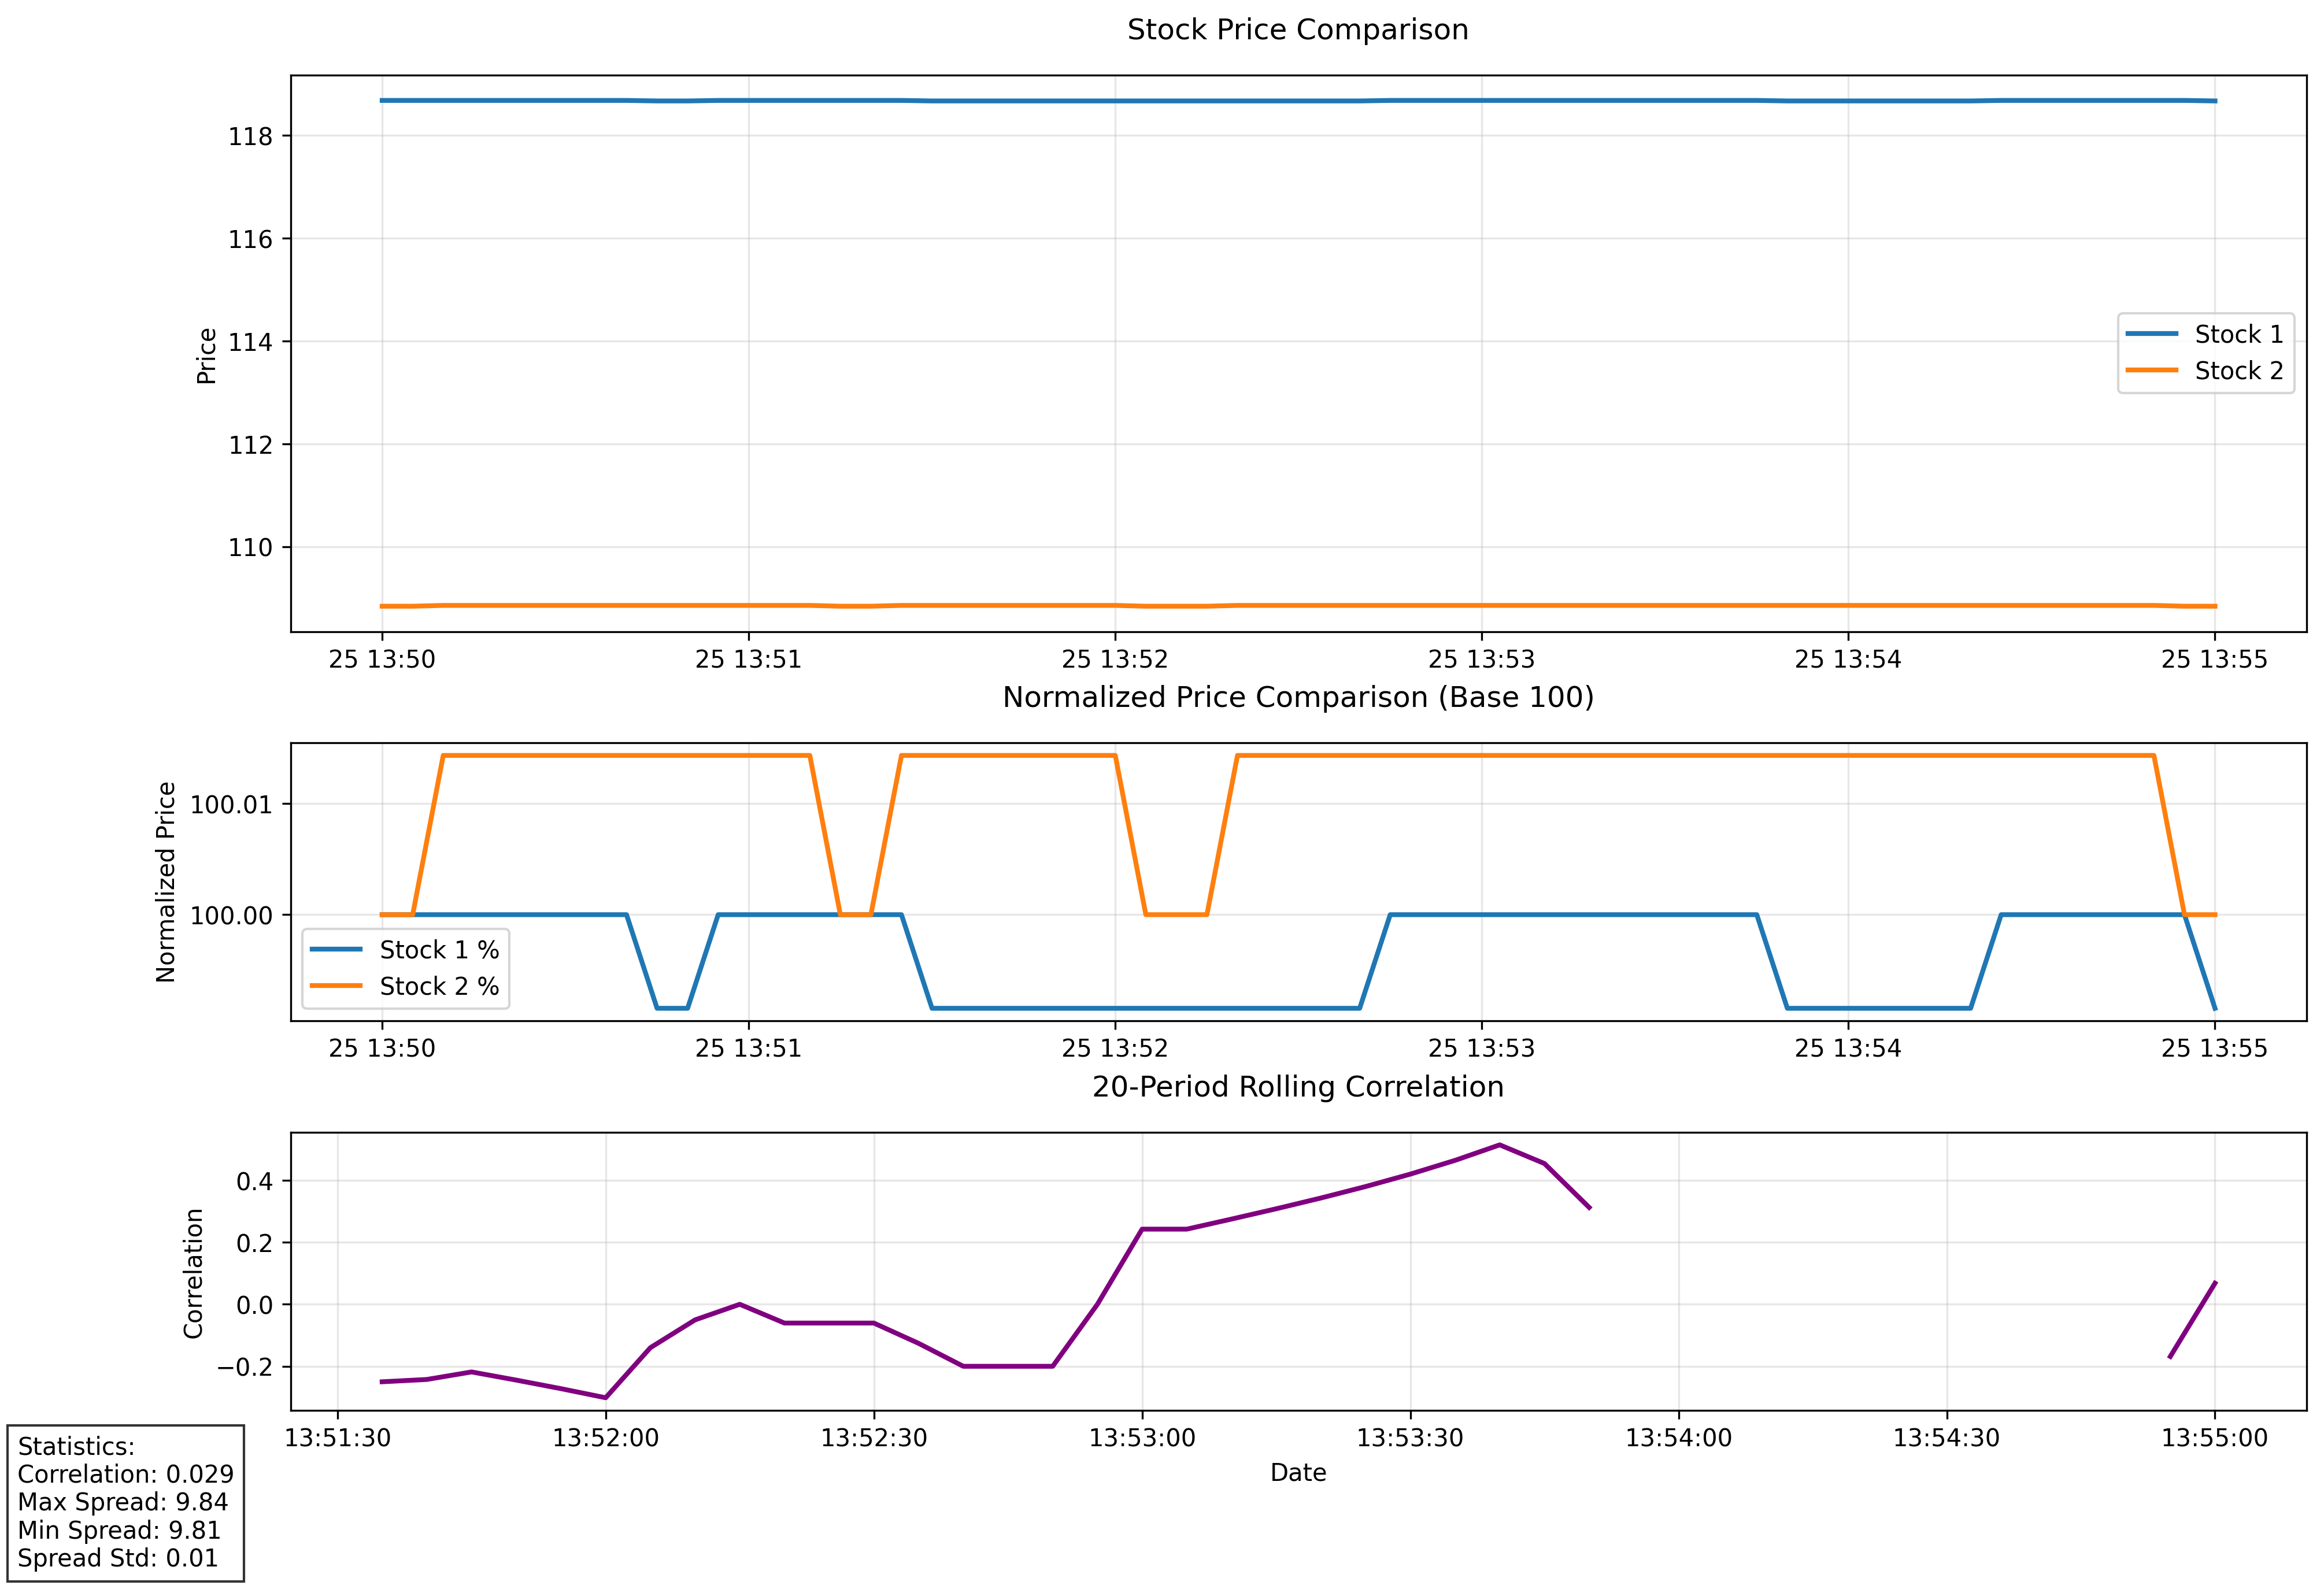 Stock Price Comparison
Price
118
116
114
112
110
Stock 1
Stock 2
25 13:50
25 13:51
25 13:52
25 13:53
25 13:54
25 13:55
Normalized Price Comparison (Base 100)
Normalized Price
100.01
100.00
Stock 1 %
Stock 2 %
25 13:50
25 13:51
25 13:52
25 13:53
25 13:54
25 13:55
20-Period Rolling Correlation
Correlation
0.4
0.2
0.0
−0.2
13:51:30
13:52:00
13:52:30
13:53:00
13:53:30
13:54:00
13:54:30
13:55:00
Date
Statistics:
Correlation: 0.029
Max Spread: 9.84
Min Spread: 9.81
Spread Std: 0.01